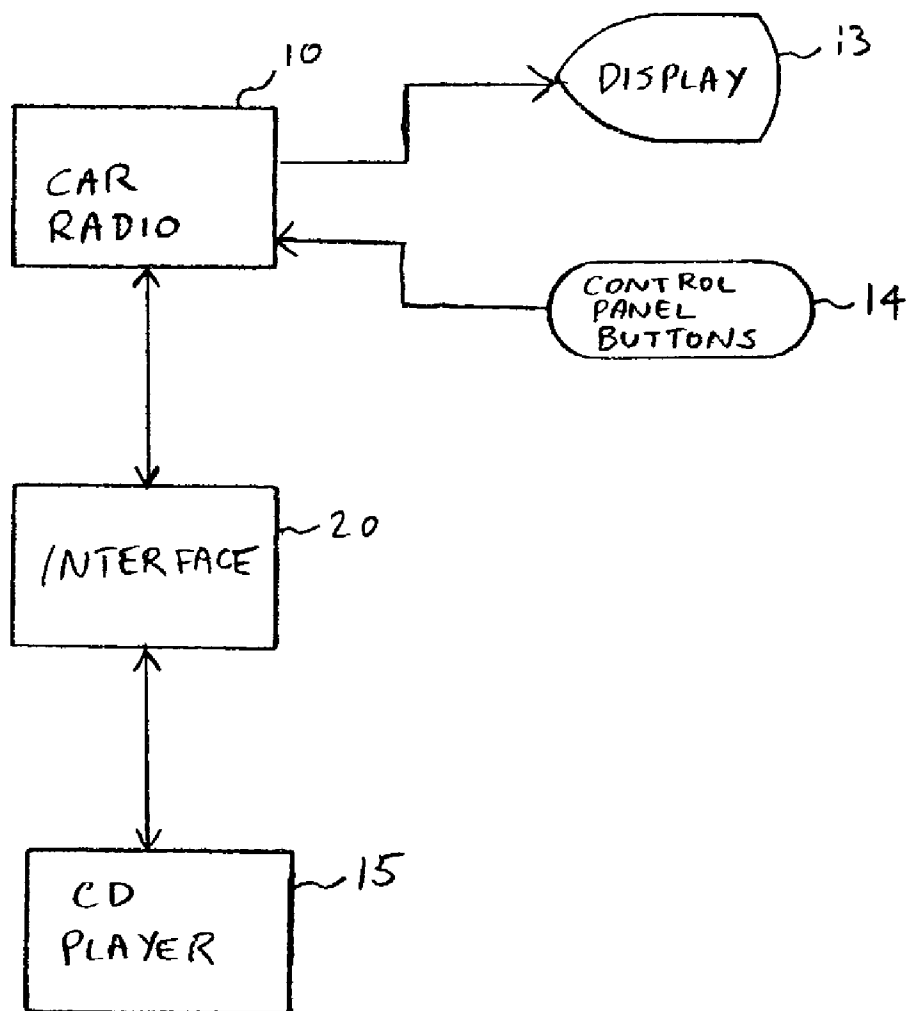 10
CAR
RADIO
DISPLAY
13
CONTROL
PANEL
BUTTONS
14
INTERFACE
20
CD
PLAYER
15